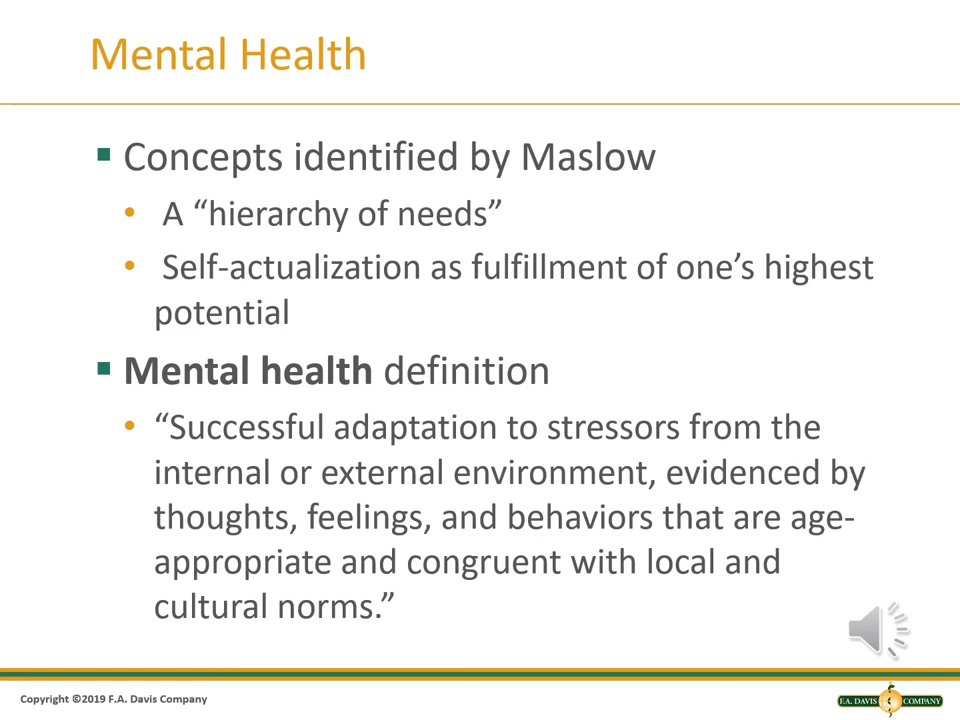 Mental Health
▪ Concepts identified by Maslow
• A “hierarchy of needs”
• Self-actualization as fulfillment of one’s highest
potential
▪ Mental health definition
• “Successful adaptation to stressors from the
internal or external environment, evidenced by
thoughts, feelings, and behaviors that are age-
appropriate and congruent with local and
cultural norms.”
Copyright ©2019 F.A. Davis Company
F.A. DAVIS COMPANY